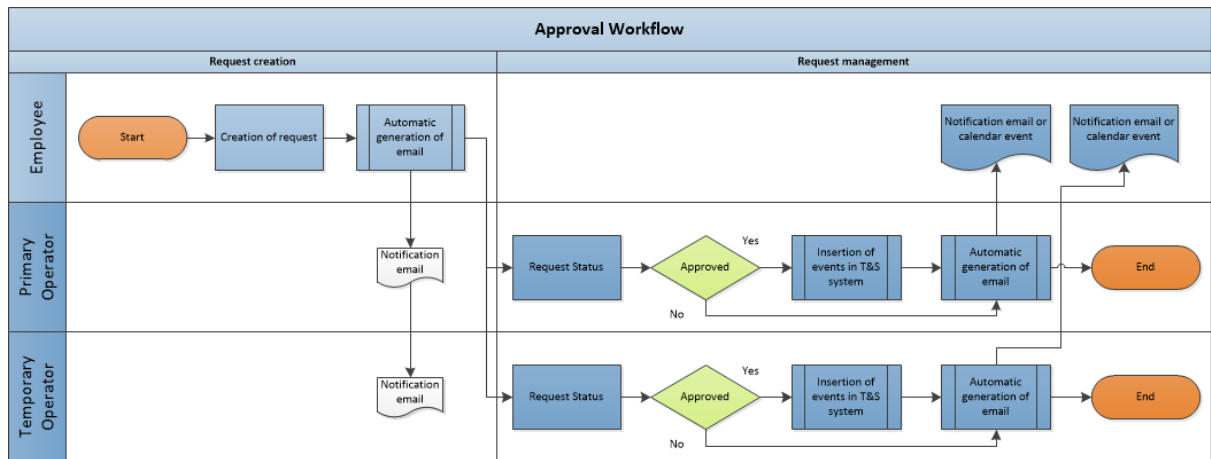 Approval Workflow
Request creation
Request management
Employee
Start
Creation of request
Automatic
generation of
email
Notification email or
calendar event
Notification email or
calendar event
Primary
Operator
Notification
email
Request Status
Approved
Yes
No
Insertion of
events in T&S
system
Automatic
generation of
email
End
Temporary
Operator
Notification
email
Request Status
Approved
Yes
No
Insertion of
events in T&S
system
Automatic
generation of
email
End